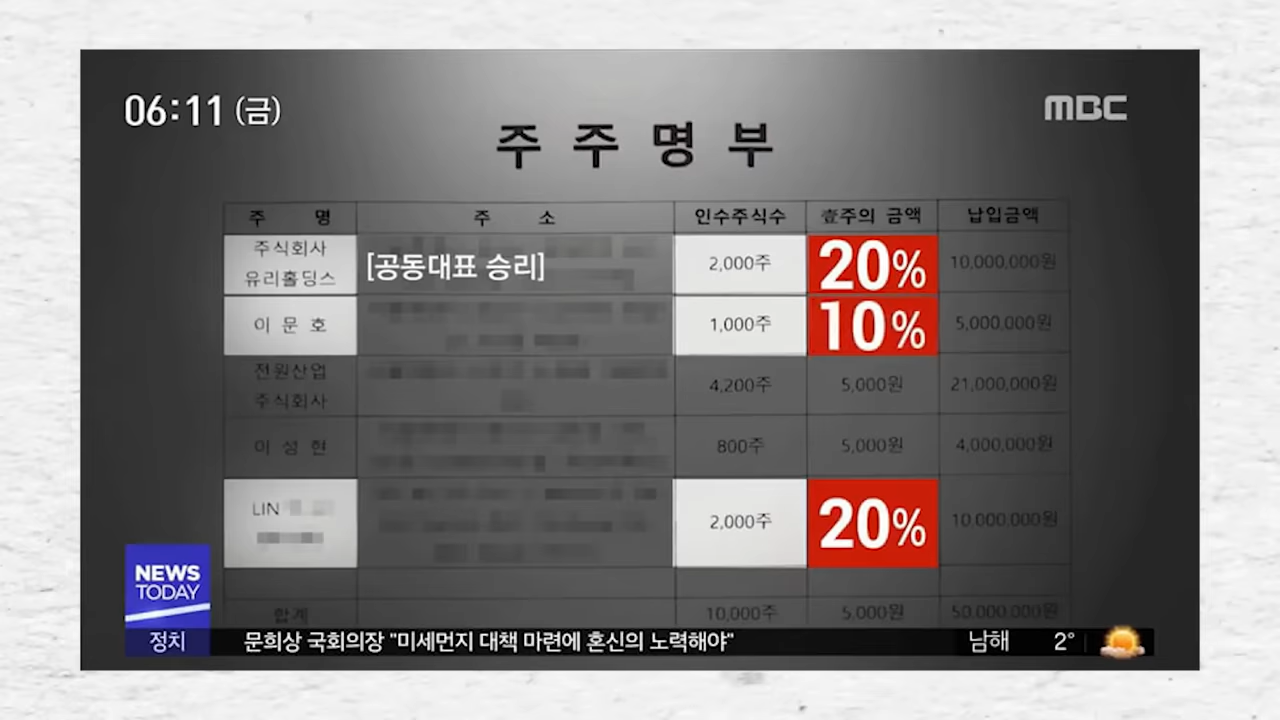 06:11 (금)
MBC
주 주 명 부
주 명 주 소 인수주식수 壹주의 금액 납입금액
주식회사
유리홀딩스 [공동대표 승리] 2,000주 20% 10,000,000원
이 문 호 1,000주 10% 5,000,000원
전원산업
주식회사 4,200주 5,000원 21,000,000원
이 성 현 800주 5,000원 4,000,000원
LIN 2,000주 20% 10,000,000원
합계 10,000주 5,000원 50,000,000원
NEWS
TODAY
정치 문희상 국회의장 "미세먼지 대책 마련에 혼신의 노력해야" 남해 2°